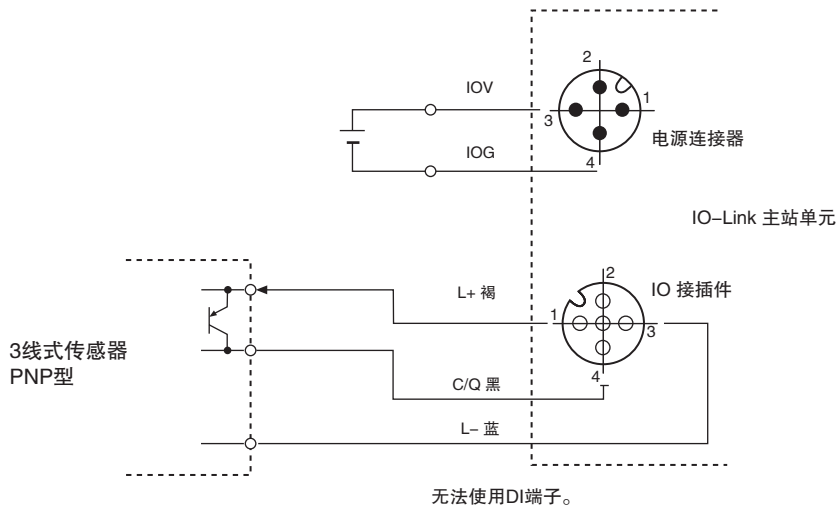 2
IOV
1
3
电源连接器
IOG
4
IO–Link 主站单元
2
L+ 褐
IO 接插件
1
3
3线式传感器
PNP型
4
C/Q 黑
L– 蓝
无法使用DI端子。